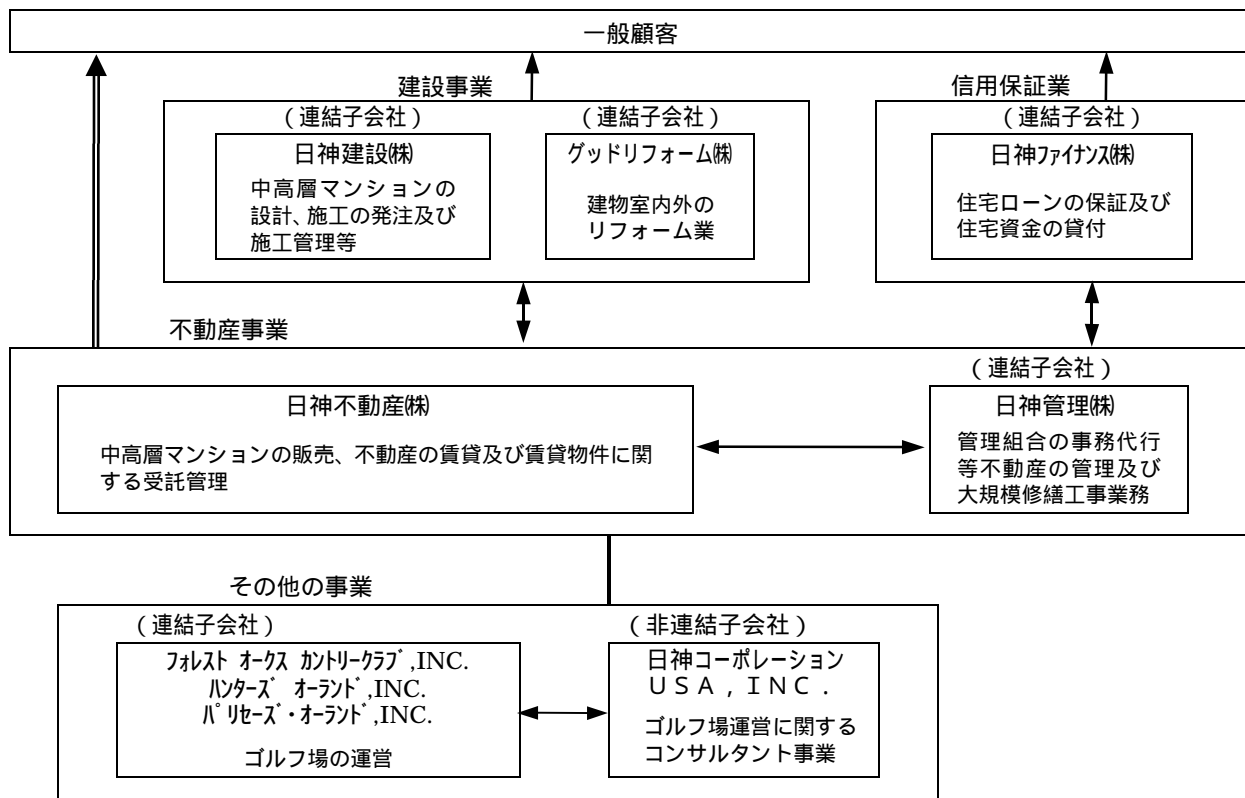 一般顧客
建設事業
信用保証業
(連結子会社)
(連結子会社)
(連結子会社)
日神建設㈱
中高層マンションの
設計、施工の発注及び
施工管理等
グッドリフォーム㈱
建物室内外の
リフォーム業
日神ファイナンス㈱
住宅ローンの保証及び
住宅資金の貸付
不動産事業
(連結子会社)
日神不動産㈱
中高層マンションの販売、不動産の賃貸及び賃貸物件に関
する受託管理
日神管理㈱
管理組合の事務代行
等不動産の管理及び
大規模修繕工事業務
その他の事業
(連結子会社)
(非連結子会社)
フォレスト オークス カントリークラブ,INC.
ハンターズ オーランド,INC.
パリセーズ・オーランド,INC.
ゴルフ場の運営
日神コーポレーション
USA,INC.
ゴルフ場運営に関する
コンサルタント事業